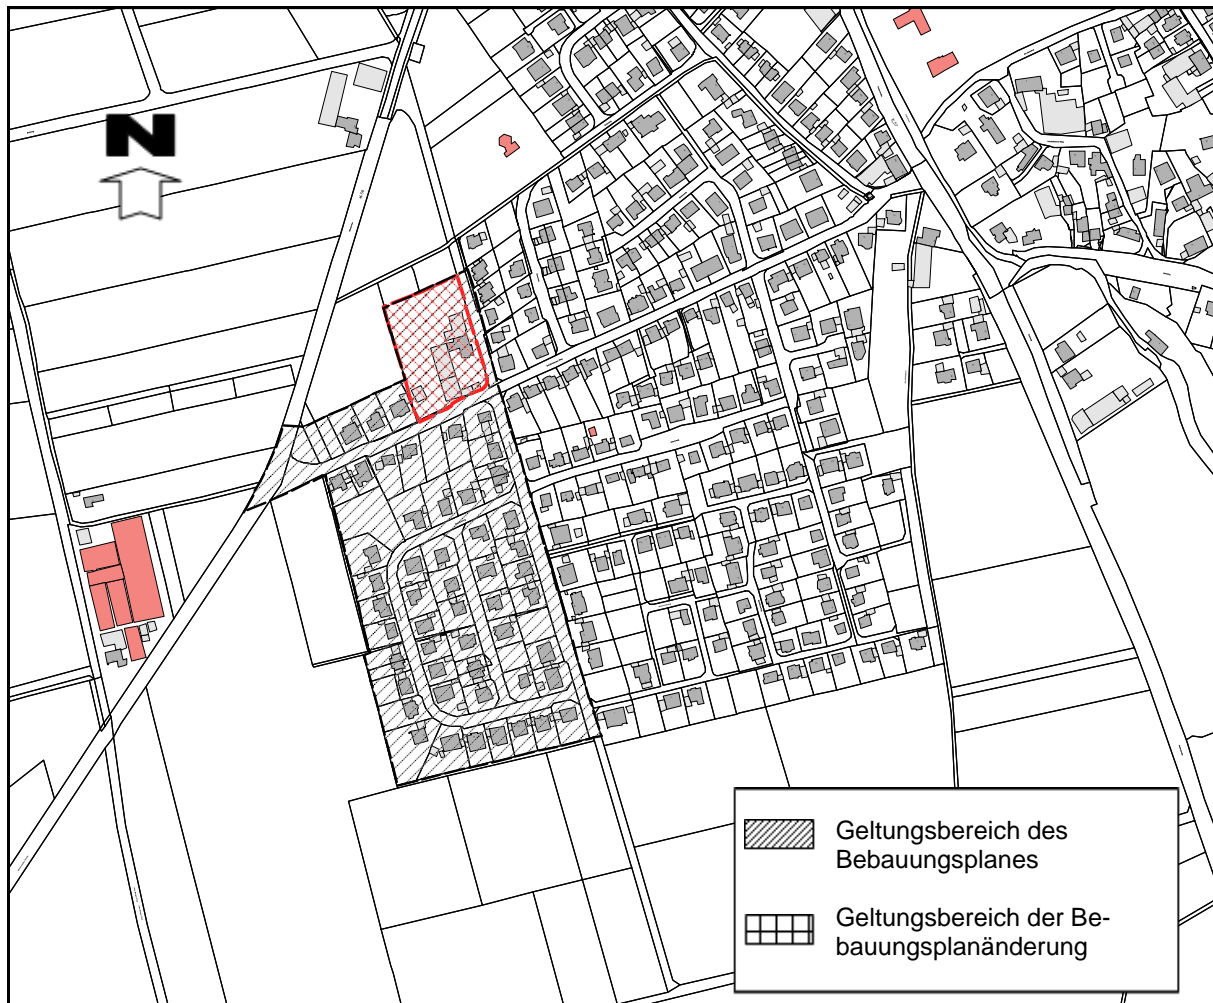 N
Geltungsbereich des
Bebauungsplanes
Geltungsbereich der Be-
bauungsplanänderung